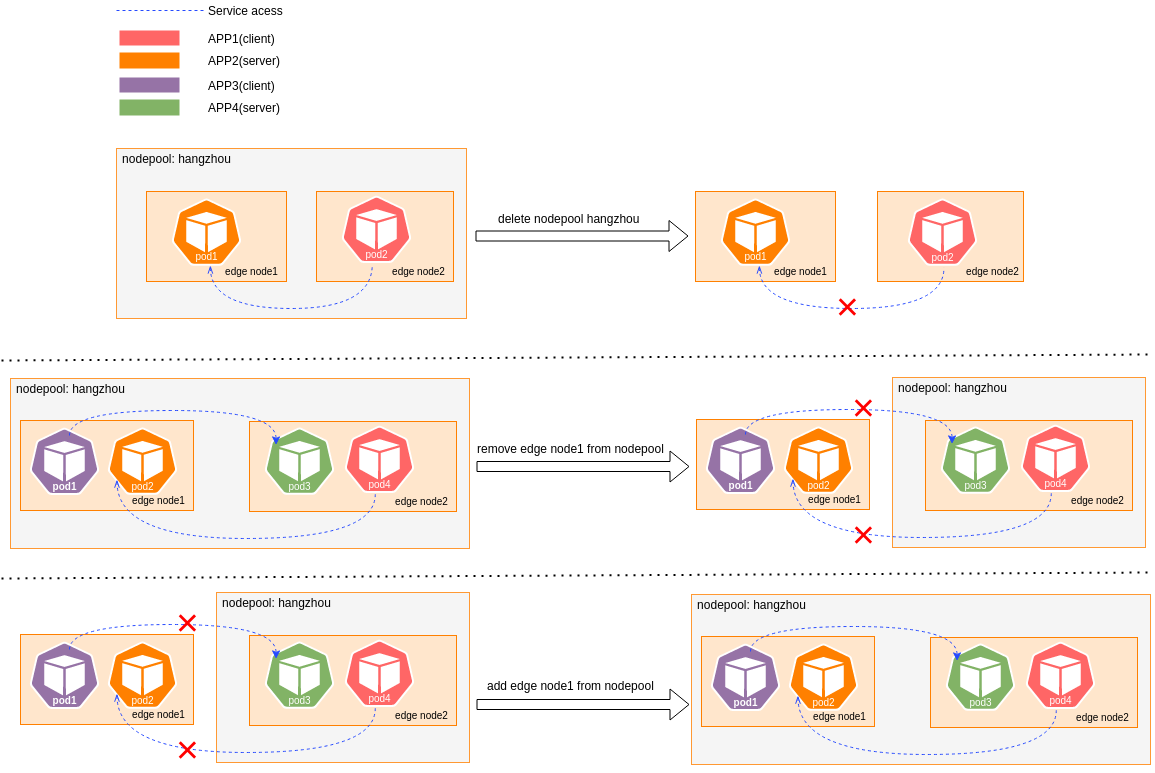 Service acess
APP1(client)
APP2(server)
APP3(client)
APP4(server)
nodepool: hangzhou
pod1
edge node1
pod2
edge node2
delete nodepool hangzhou
pod1
edge node1
pod2
edge node2
nodepool: hangzhou
pod1
pod2
edge node1
pod3
pod4
edge node2
remove edge node1 from nodepool
pod1
pod2
edge node1
nodepool: hangzhou
pod3
pod4
edge node2
pod1
pod2
edge node1
nodepool: hangzhou
pod3
pod4
edge node2
add edge node1 from nodepool
nodepool: hangzhou
pod1
pod2
edge node1
pod3
pod4
edge node2